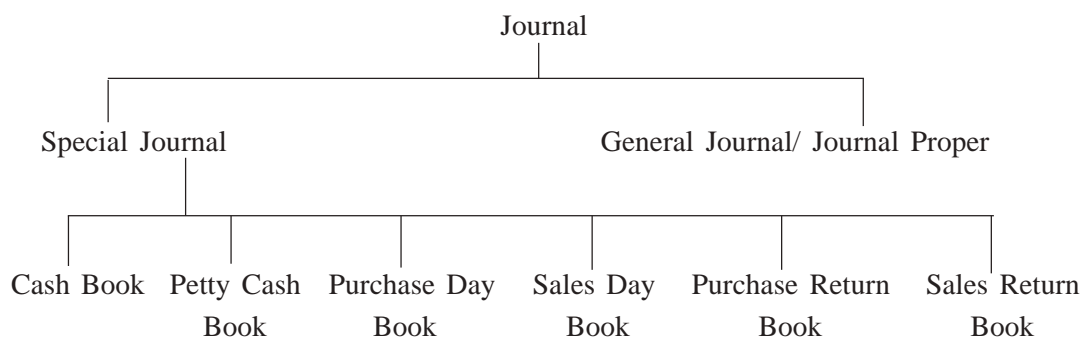 Journal
Special Journal General Journal/ Journal Proper
Cash Book Petty Cash Purchase Day Sales Day Purchase Return Sales Return
Book Book Book Book Book